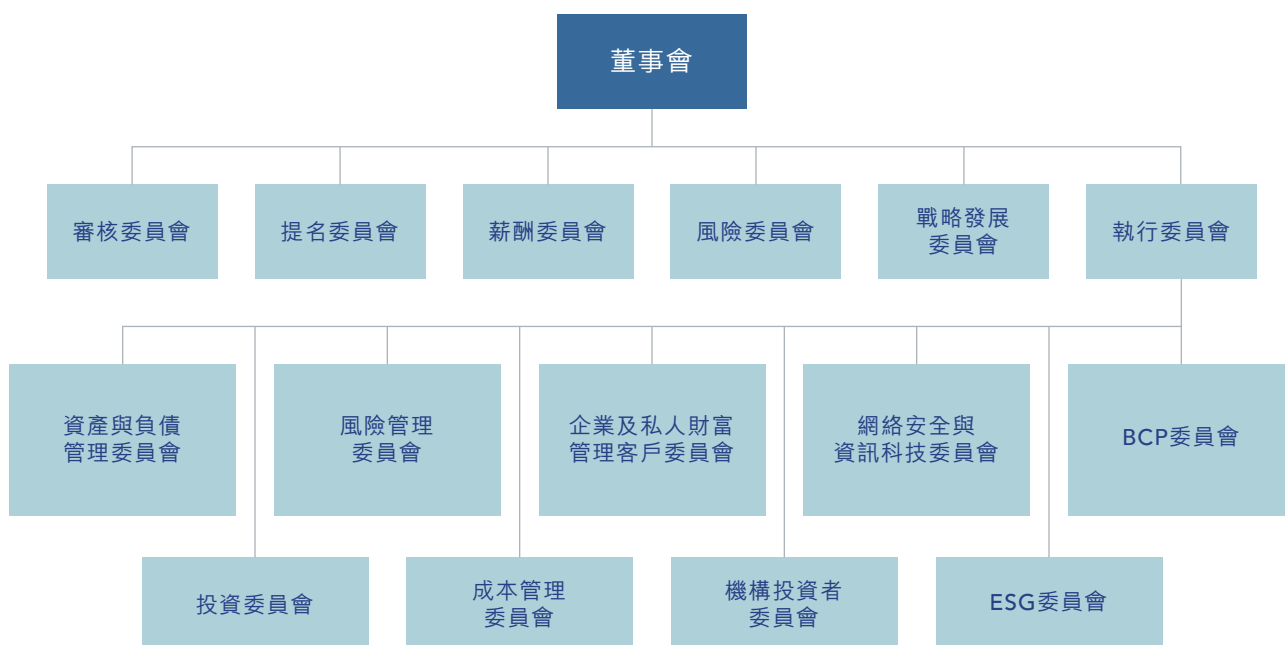 董事會
審核委員會
提名委員會
薪酬委員會
風險委員會
戰略發展
委員會
執行委員會
資產與負債
管理委員會
風險管理
委員會
企業及私人財富
管理客戶委員會
網絡安全與
資訊科技委員會
BCP委員會
投資委員會
成本管理
委員會
機構投資者
委員會
ESG委員會